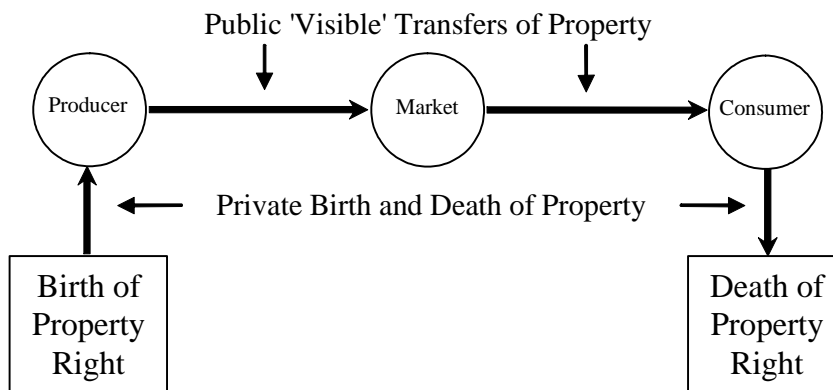 Public 'Visible' Transfers of Property
Producer
Market
Consumer
Private Birth and Death of Property
Birth of
Property
Right
Death of
Property
Right